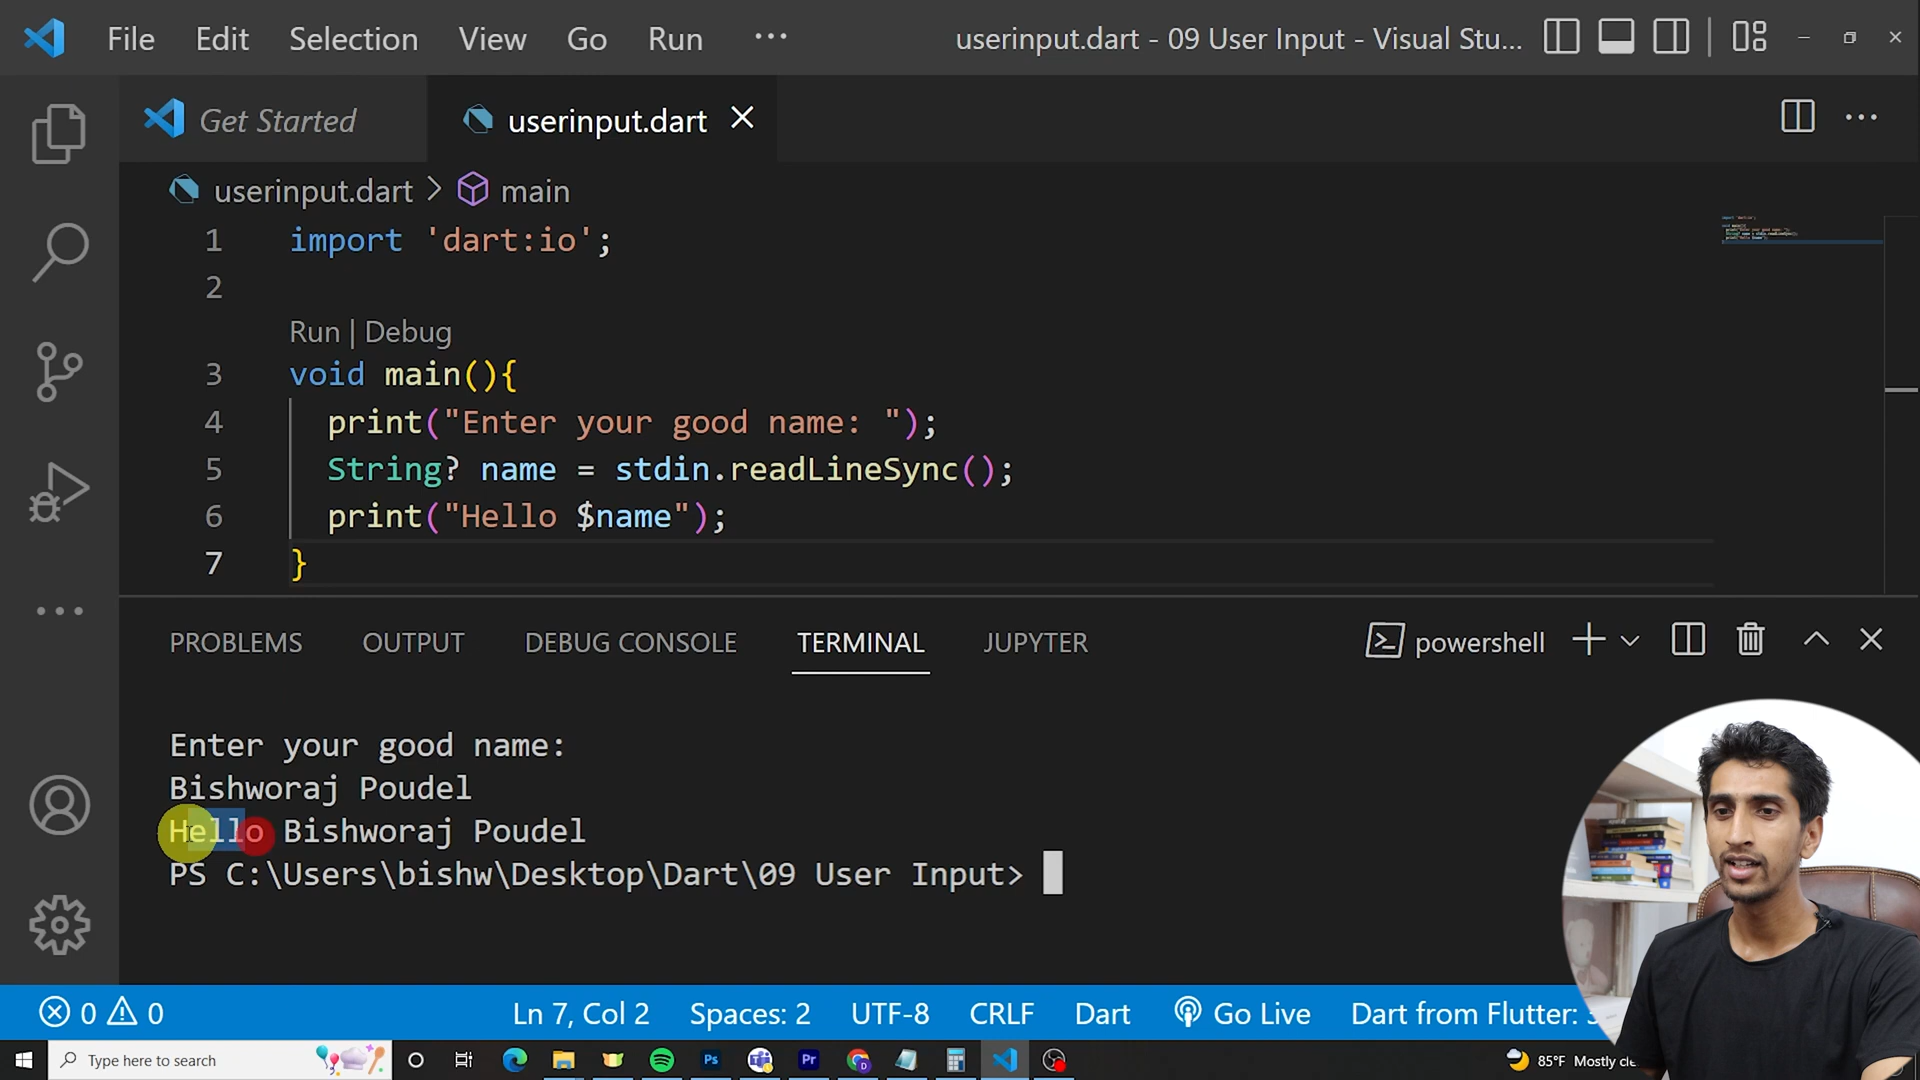 File Edit Selection View Go Run ... userinput.dart - 09 User Input - Visual Stu...
Get Started userinput.dart
userinput.dart > main
1 import 'dart:io';
2
Run | Debug
3 void main(){
4 print("Enter your good name: ");
5 String? name = stdin.readLineSync();
6 print("Hello $name");
7 }
PROBLEMS OUTPUT DEBUG CONSOLE TERMINAL JUPYTER powershell
Enter your good name:
Bishworaj Poudel
Hello Bishworaj Poudel
PS C:\Users\bishw\Desktop\Dart\09 User Input>
0 0 Ln 7, Col 2 Spaces: 2 UTF-8 CRLF Dart Go Live Dart from Flutter:
Type here to search Ps Pr 85°F Mostly